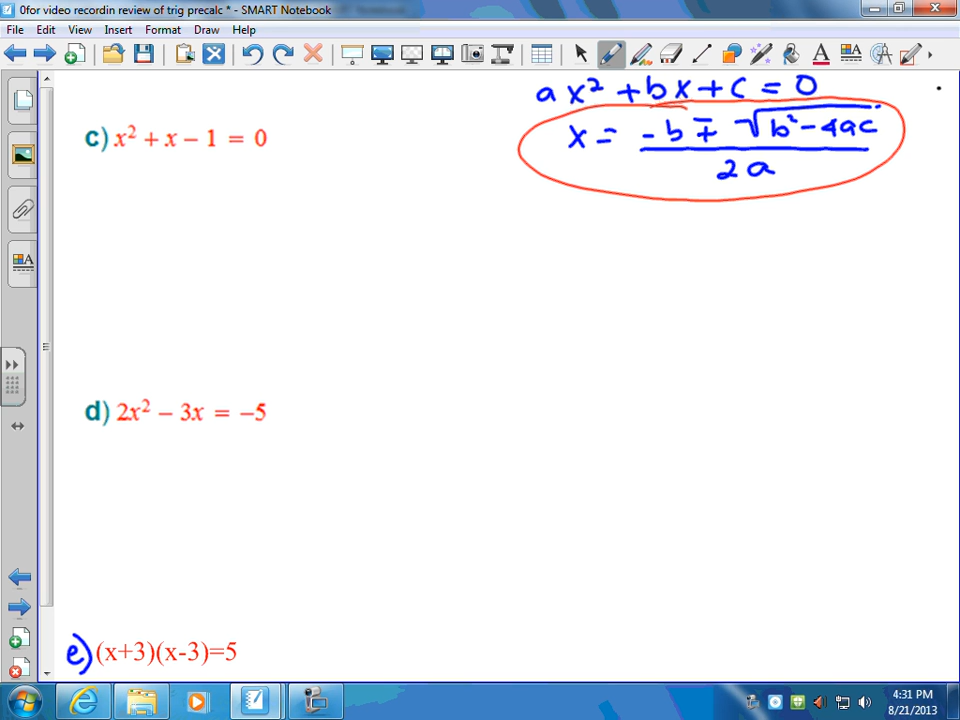 0for video recordin review of trig precalc * - SMART Notebook
File Edit View Insert Format Draw Help
ax² + bx + c = 0
c) x² + x − 1 = 0
x = -b ∓ √b² - 4ac / 2a
d) 2x² − 3x = −5
e) (x+3)(x-3)=5
4:31 PM
8/21/2013